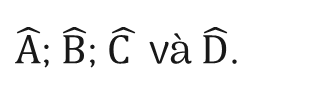 Â; B̂; Ĉ và D̂.